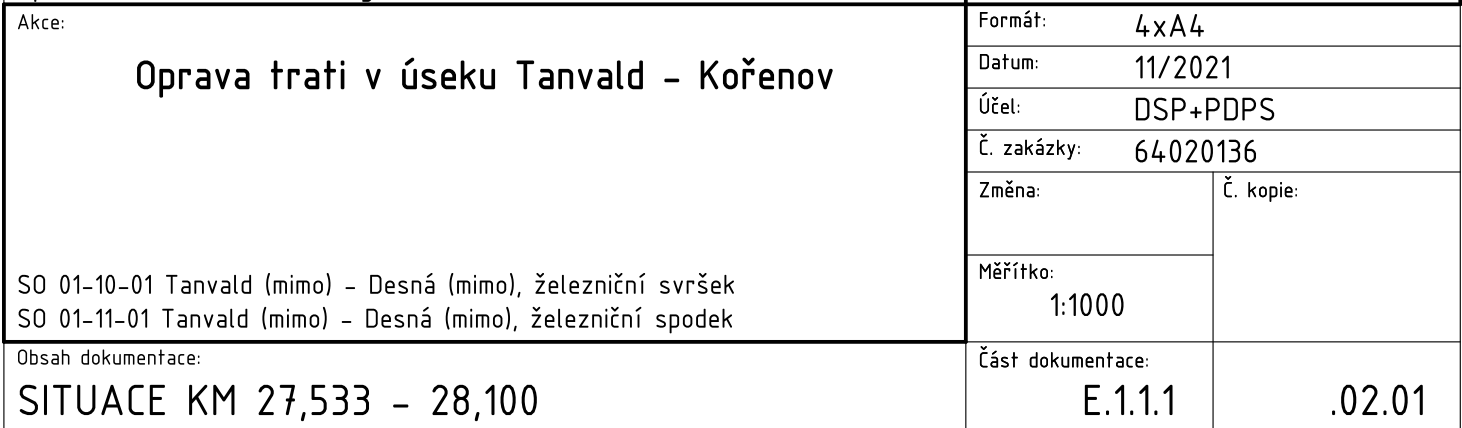 Akce:
Oprava trati v úseku Tanvald - Kořenov
SO 01-10-01 Tanvald (mimo) - Desná (mimo), železniční svršek
SO 01-11-01 Tanvald (mimo) - Desná (mimo), železniční spodek
Formát: 4xA4
Datum: 11/2021
Účel: DSP+PDPS
Č. zakázky: 64020136
Změna: Č. kopie:
Měřítko:
1:1000
Obsah dokumentace:
SITUACE KM 27,533 - 28,100
Část dokumentace:
E.1.1.1 .02.01